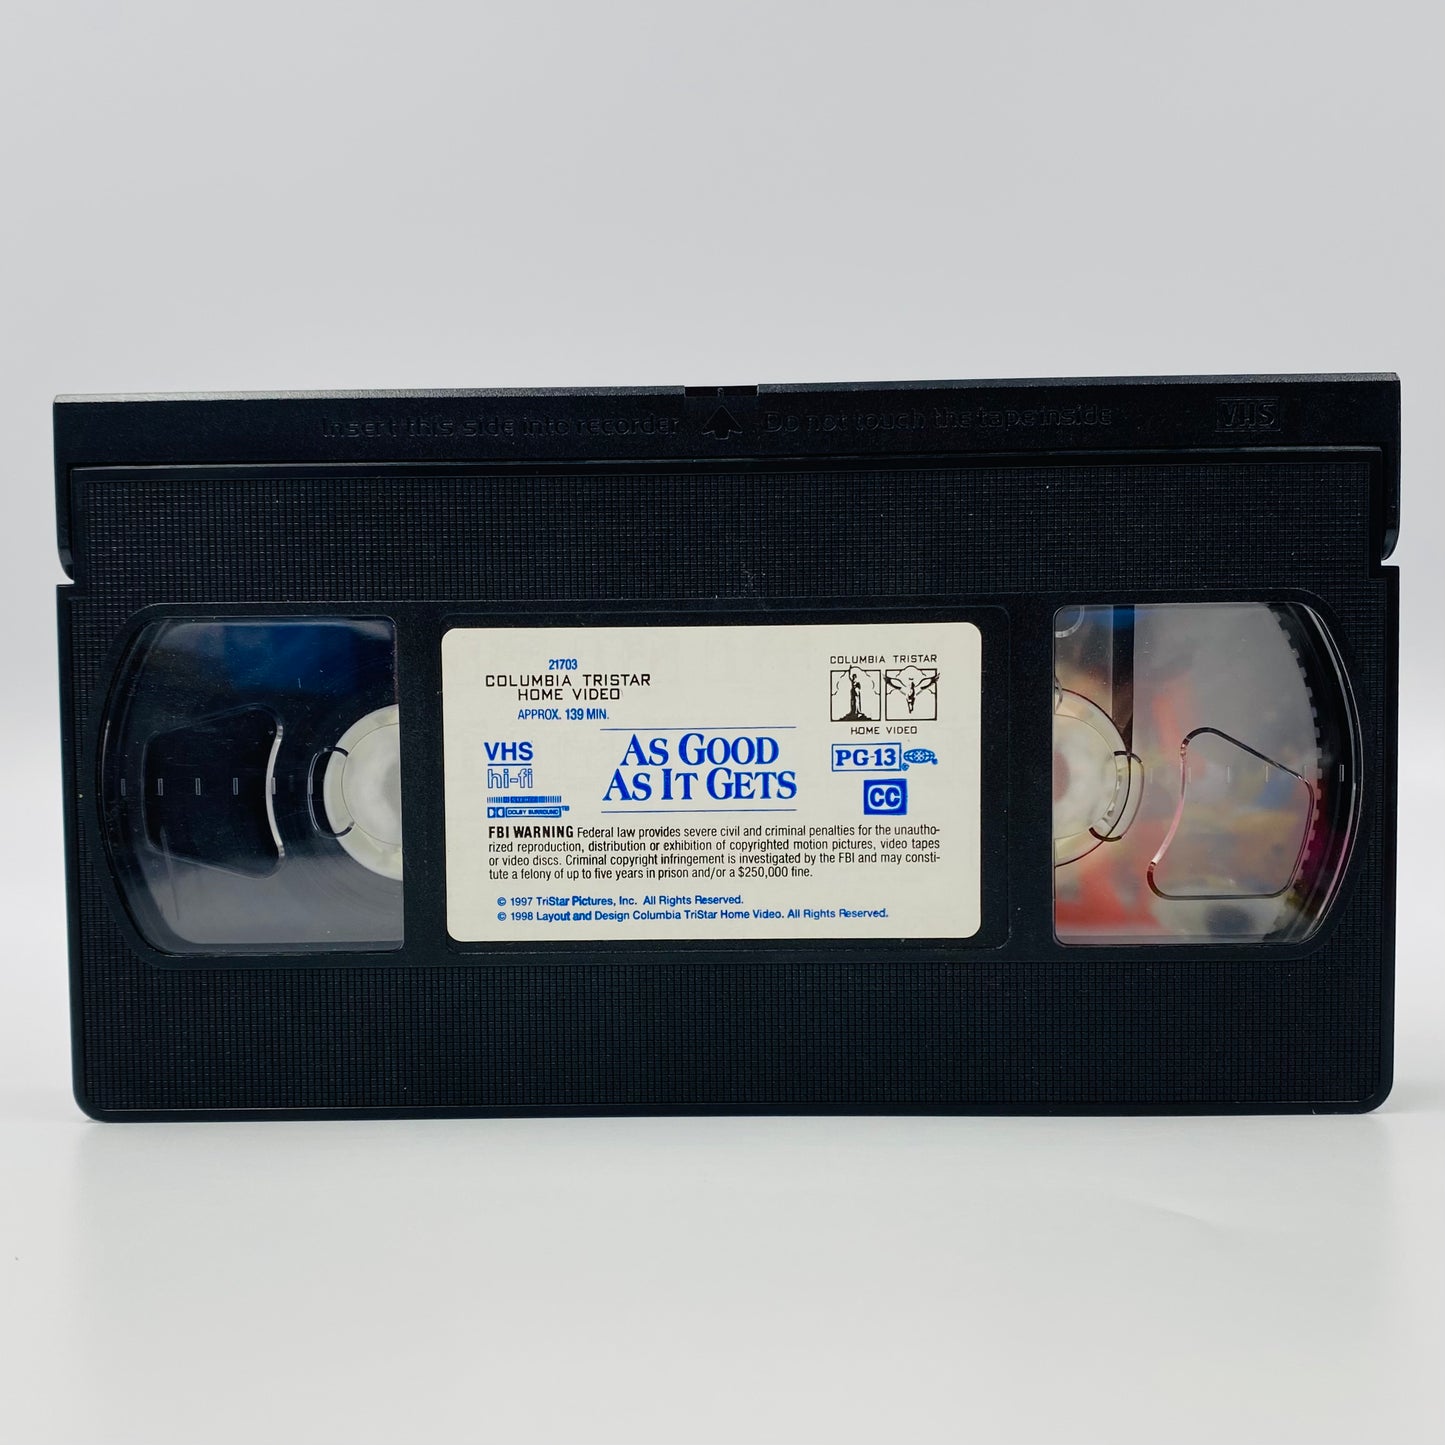 Insert this side into recorder Do not touch the tape inside VHS
21703
COLUMBIA TRISTAR
HOME VIDEO
APPROX. 139 MIN.
COLUMBIA TRISTAR
HOME VIDEO
VHS
hi-fi
DOLBY SURROUND TM
AS GOOD
AS IT GETS
PG-13
CC
FBI WARNING Federal law provides severe civil and criminal penalties for the unautho-
rized reproduction, distribution or exhibition of copyrighted motion pictures, video tapes
or video discs. Criminal copyright infringement is investigated by the FBI and may consti-
tute a felony of up to five years in prison and/or a $250,000 fine.
© 1997 TriStar Pictures, Inc. All Rights Reserved.
© 1998 Layout and Design Columbia TriStar Home Video. All Rights Reserved.